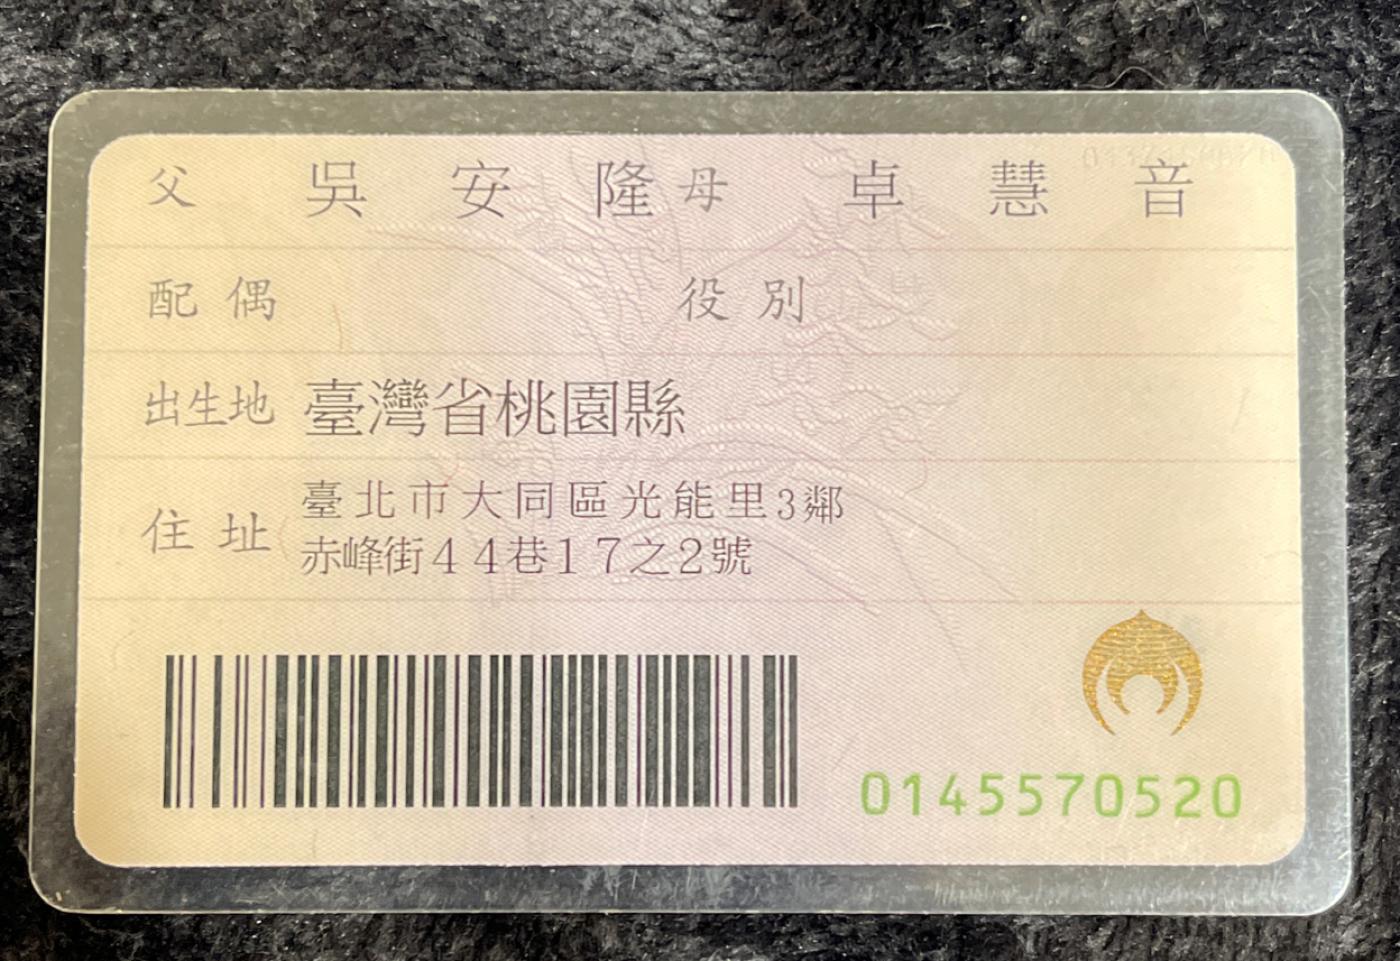 父 吳安隆 母 卓慧音
配偶 役別
出生地 臺灣省桃園縣
住址 臺北市大同區光能里3鄰
赤峰街44巷17之2號
0145570520